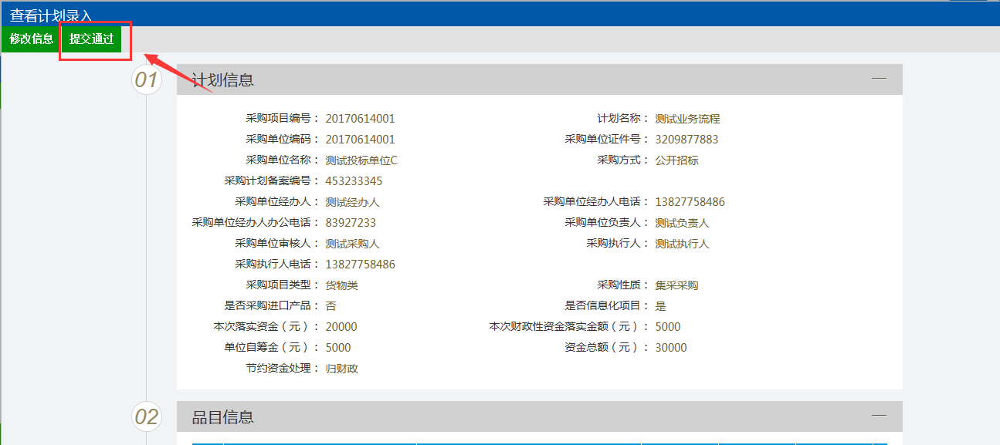 查看计划录入
修改信息 提交通过
01 计划信息
采购项目编号： 20170614001 计划名称： 测试业务流程
采购单位编码： 20170614001 采购单位证件号： 3209877883
采购单位名称： 测试投标单位C 采购方式： 公开招标
采购计划备案编号： 453233345
采购单位经办人： 测试经办人 采购单位经办人电话： 13827758486
采购单位经办人办公电话： 83927233 采购单位负责人： 测试负责人
采购单位审核人： 测试采购人 采购执行人： 测试执行人
采购执行人电话： 13827758486
采购项目类型： 货物类 采购性质： 集采采购
是否采购进口产品： 否 是否信息化项目： 是
本次落实资金（元）： 20000 本次财政性资金落实金额（元）： 5000
单位自筹金（元）： 5000 资金总额（元）： 30000
节约资金处理： 归财政
02 品目信息